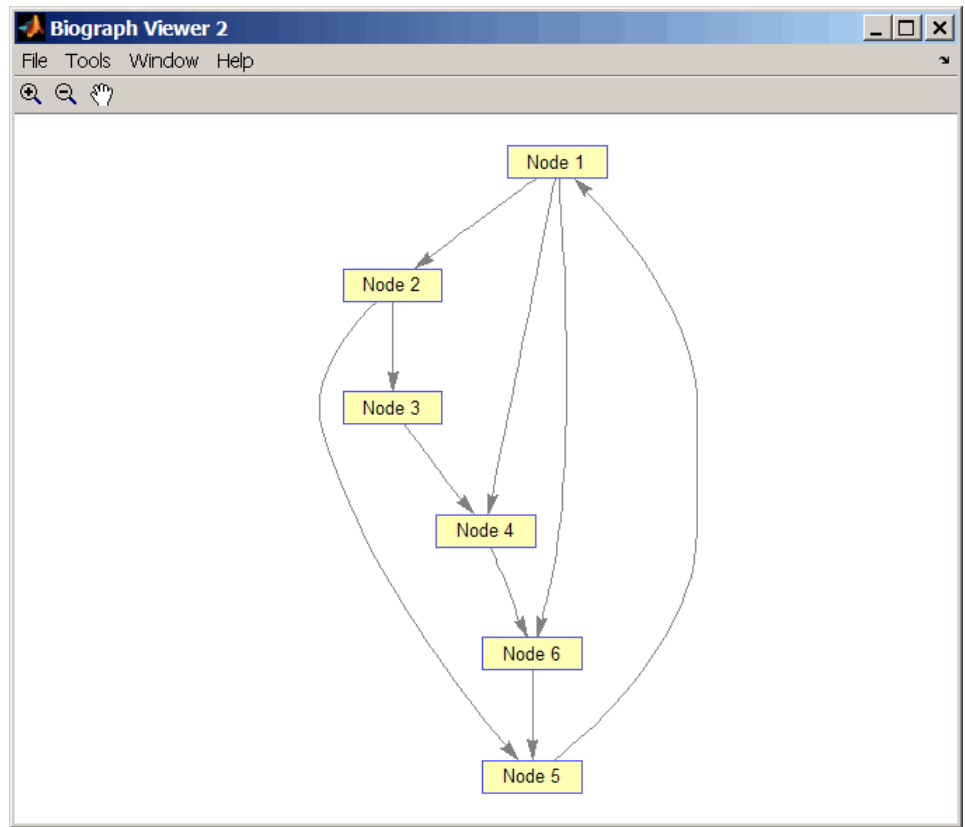 Biograph Viewer 2
File Tools Window Help
Node 1
Node 2
Node 3
Node 4
Node 6
Node 5